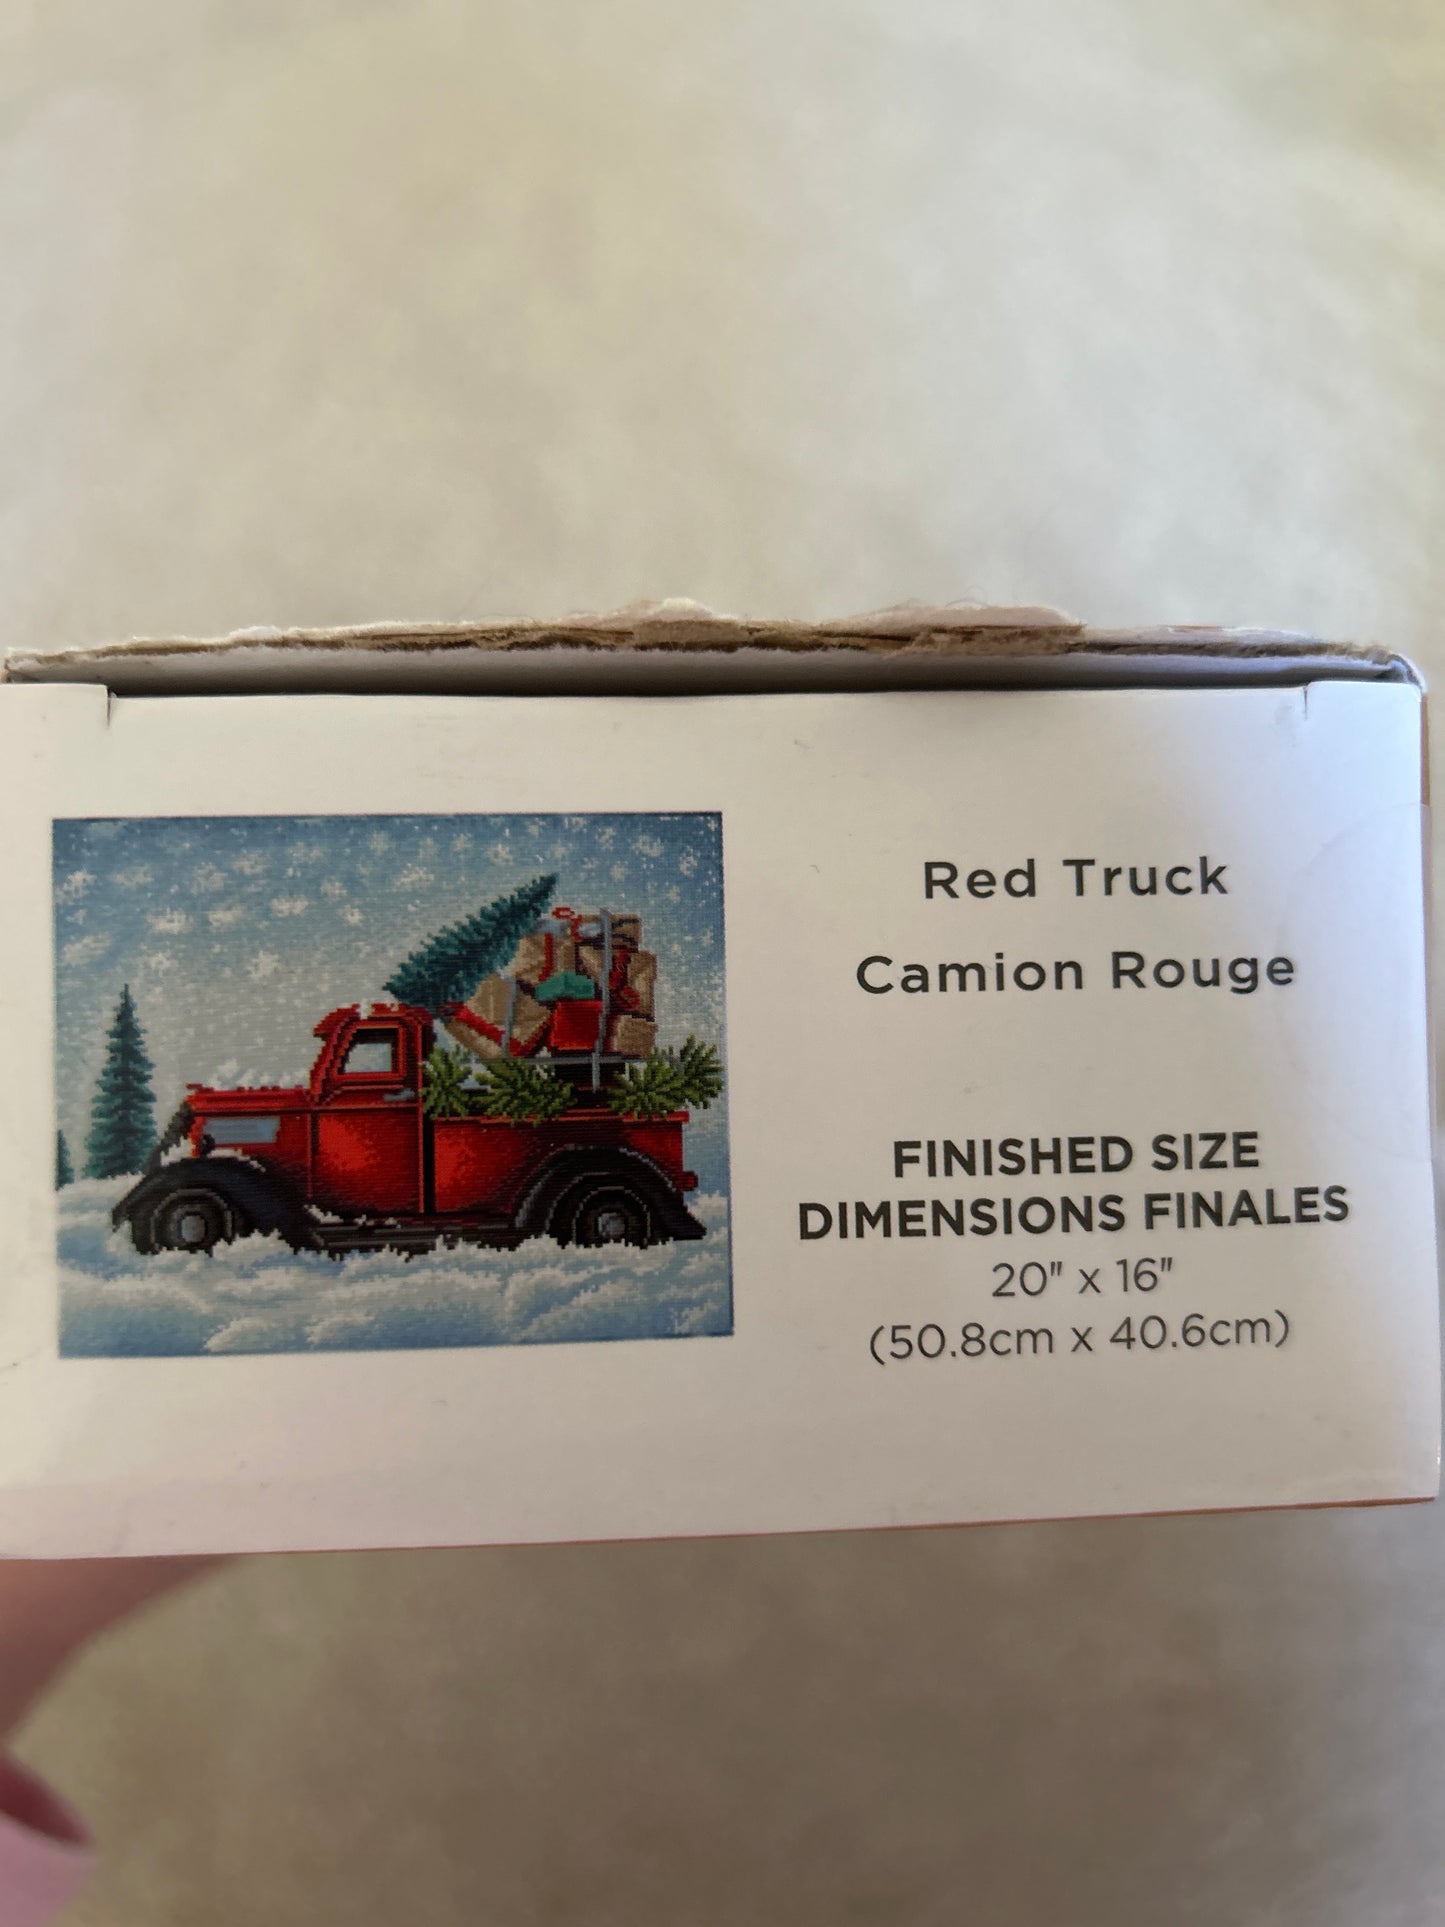 Red Truck
Camion Rouge
FINISHED SIZE
DIMENSIONS FINALES
20" x 16"
(50.8cm x 40.6cm)